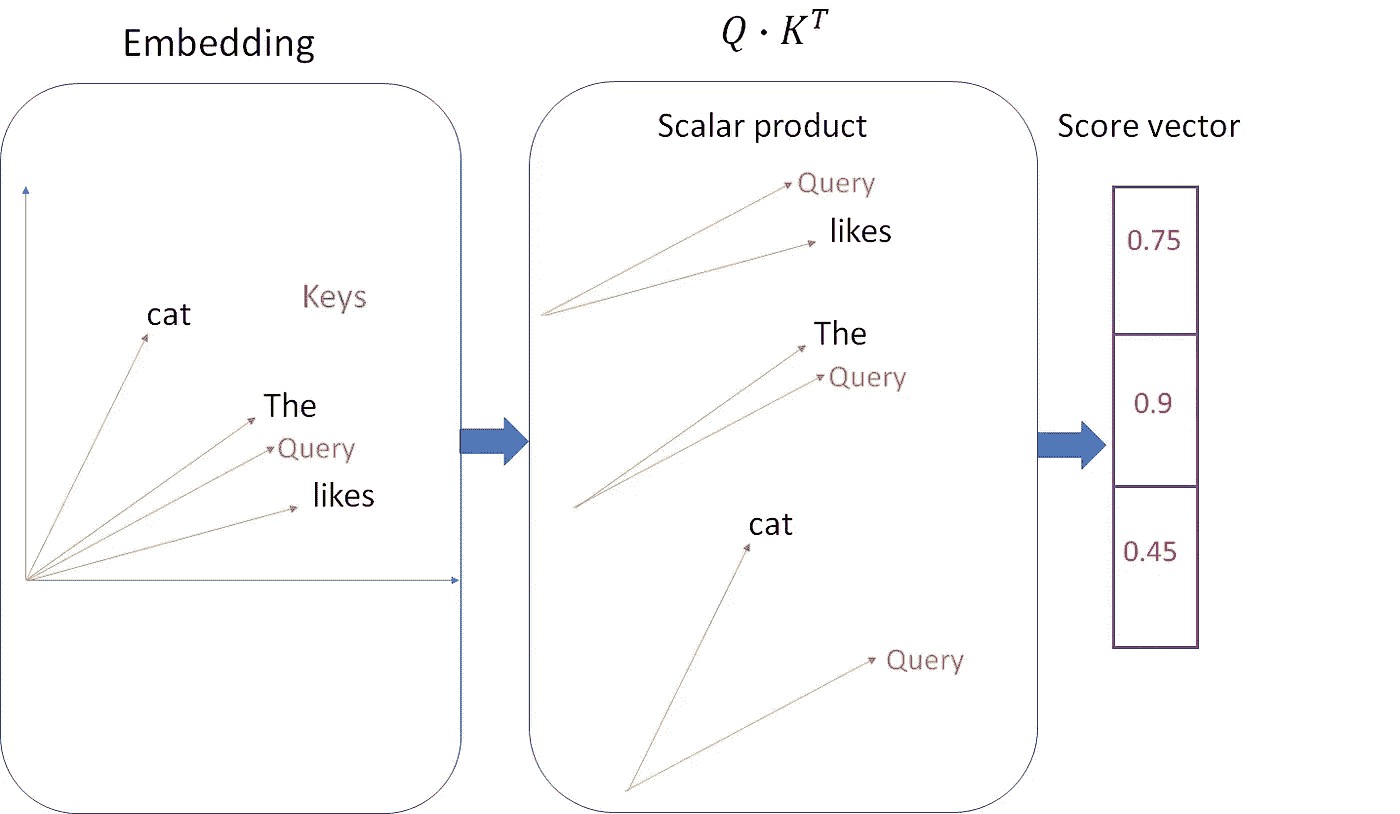 Embedding
Keys
cat
The
Query
likes
Q · K^T
Scalar product
Query
likes
The
Query
cat
Query
Score vector
0.75
0.9
0.45